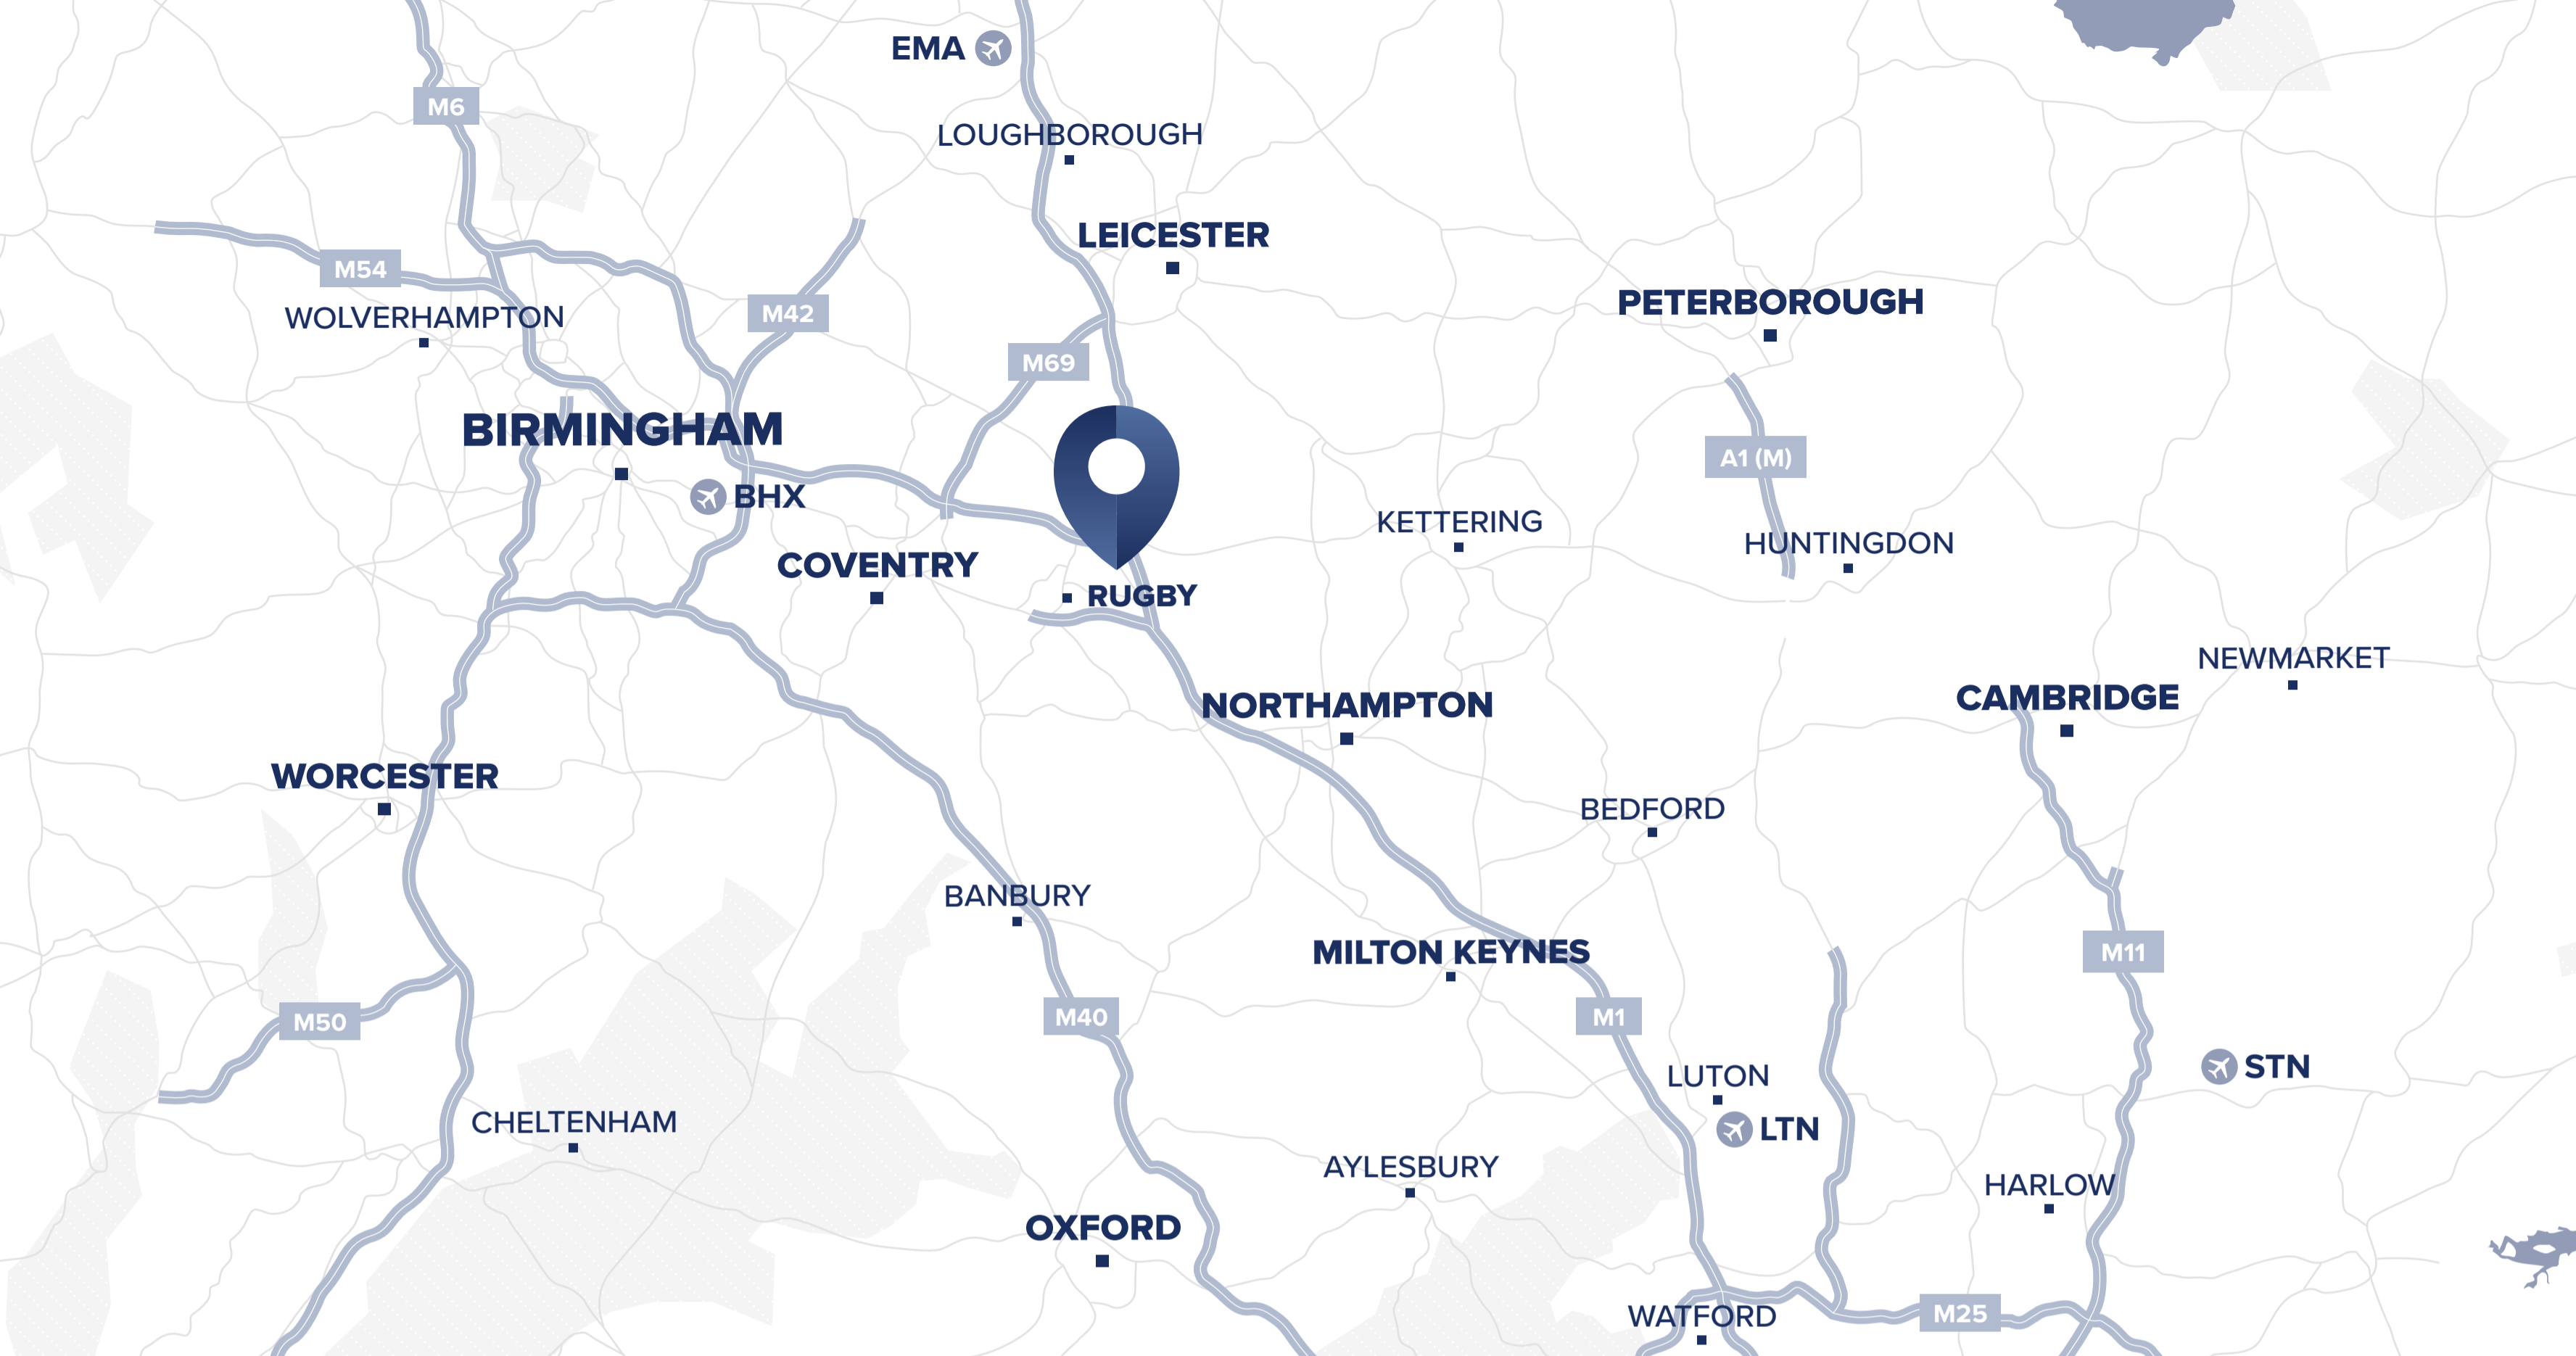 EMA
M6
LOUGHBOROUGH
LEICESTER
M54
PETERBOROUGH
M42
WOLVERHAMPTON
M69
BIRMINGHAM
A1 (M)
BHX
KETTERING
HUNTINGDON
COVENTRY
RUGBY
NEWMARKET
CAMBRIDGE
NORTHAMPTON
WORCESTER
BEDFORD
BANBURY
MILTON KEYNES
M11
M50
M40
M1
STN
LUTON
CHELTENHAM
LTN
AYLESBURY
HARLOW
OXFORD
WATFORD
M25